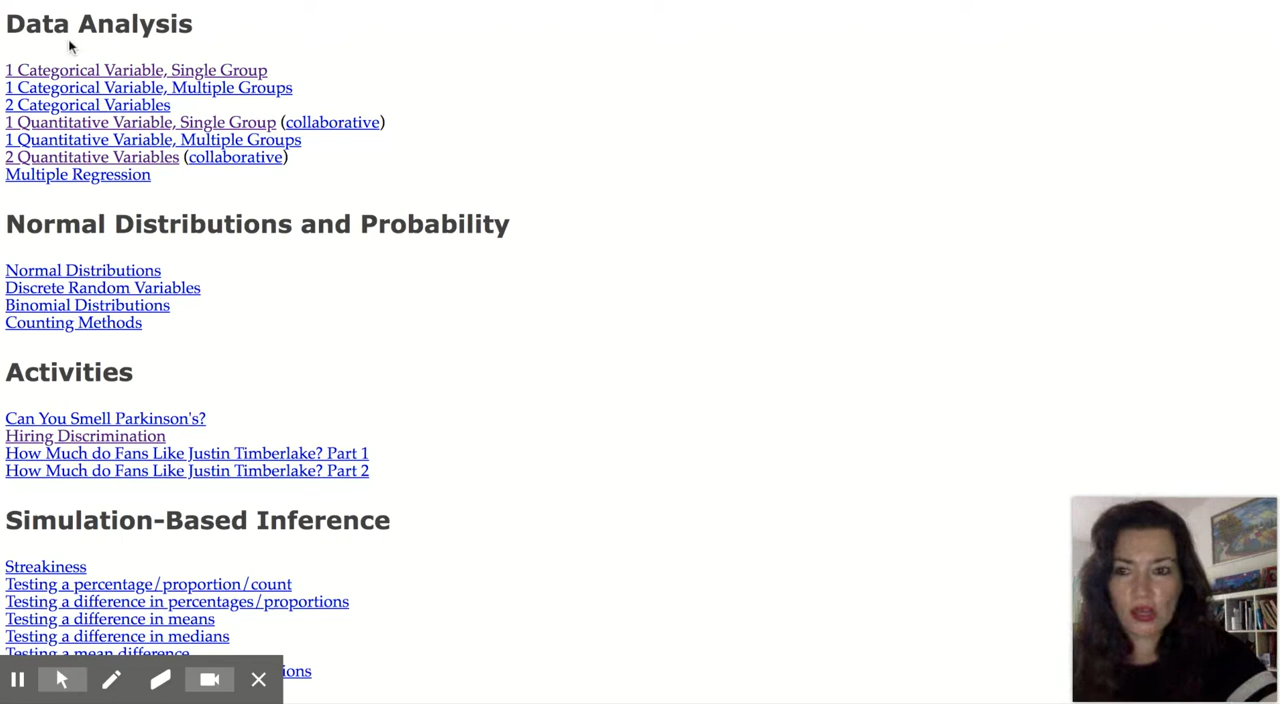 Data Analysis
1 Categorical Variable, Single Group
1 Categorical Variable, Multiple Groups
2 Categorical Variables
1 Quantitative Variable, Single Group (collaborative)
1 Quantitative Variable, Multiple Groups
2 Quantitative Variables (collaborative)
Multiple Regression
Normal Distributions and Probability
Normal Distributions
Discrete Random Variables
Binomial Distributions
Counting Methods
Activities
Can You Smell Parkinson's?
Hiring Discrimination
How Much do Fans Like Justin Timberlake? Part 1
How Much do Fans Like Justin Timberlake? Part 2
Simulation-Based Inference
Streakiness
Testing a percentage/proportion/count
Testing a difference in percentages/proportions
Testing a difference in means
Testing a difference in medians
Testing a mean difference
ions